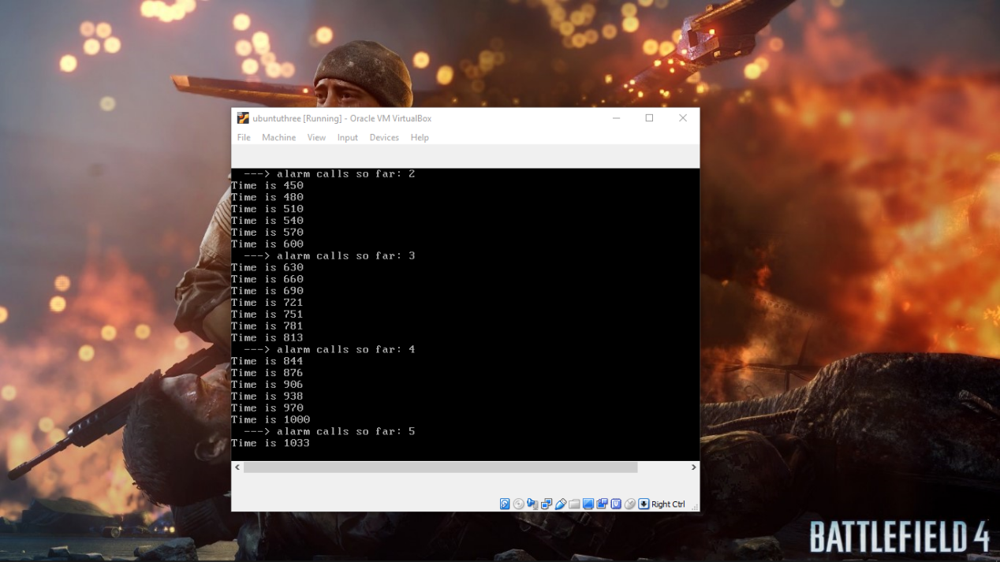 ubuntuthree [Running] - Oracle VM VirtualBox
File Machine View Input Devices Help
---> alarm calls so far: 2
Time is 450
Time is 480
Time is 510
Time is 540
Time is 570
Time is 600
---> alarm calls so far: 3
Time is 630
Time is 660
Time is 690
Time is 721
Time is 751
Time is 781
Time is 813
---> alarm calls so far: 4
Time is 844
Time is 876
Time is 906
Time is 938
Time is 970
Time is 1000
---> alarm calls so far: 5
Time is 1033
Right Ctrl
BATTLEFIELD 4